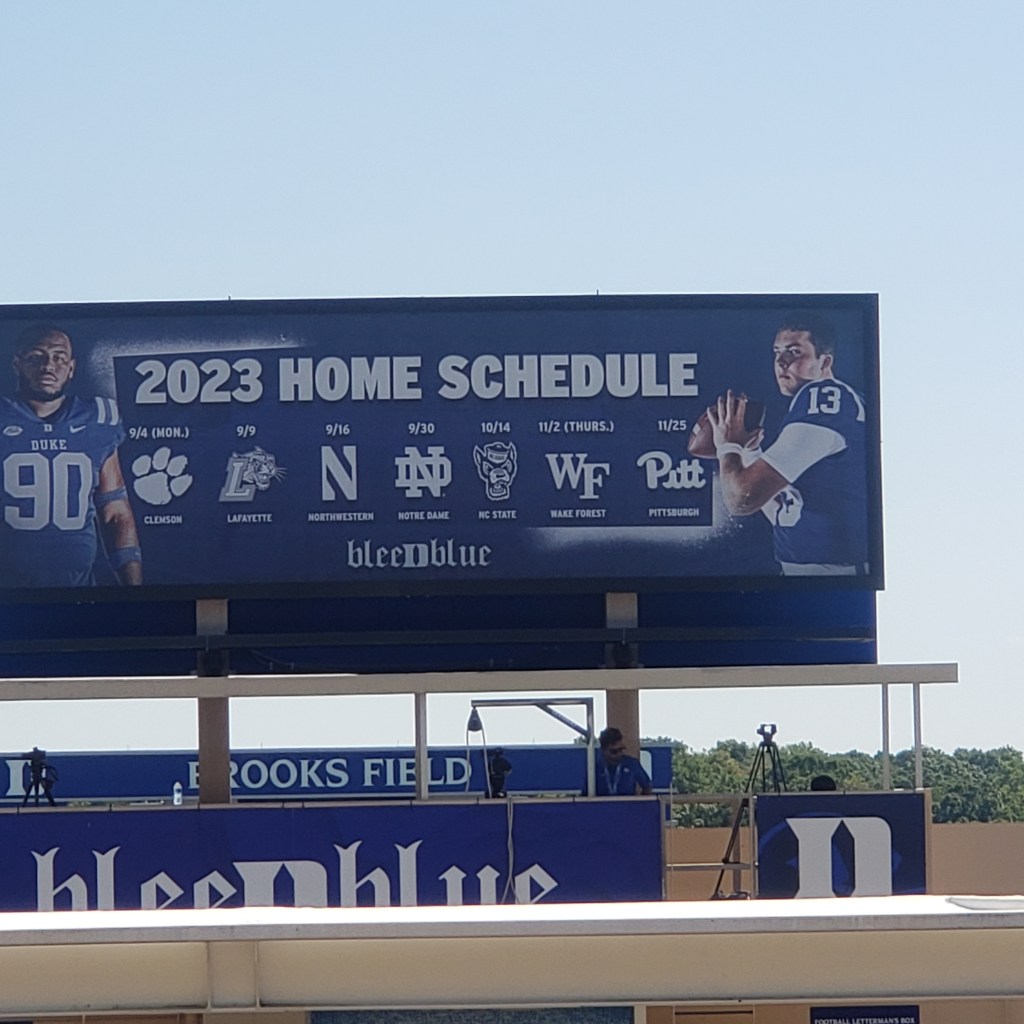 2023 HOME SCHEDULE
9/4 (MON.) 9/9 9/16 9/30 10/14 11/2 (THURS.) 11/25
L N ND WF Pitt
CLEMSON LAFAYETTE NORTHWESTERN NOTRE DAME NC STATE WAKE FOREST PITTSBURGH
bleeDblue
DUKE
90
13
BROOKS FIELD
bleeDblue
D
FOOTBALL LETTERMAN'S BOX